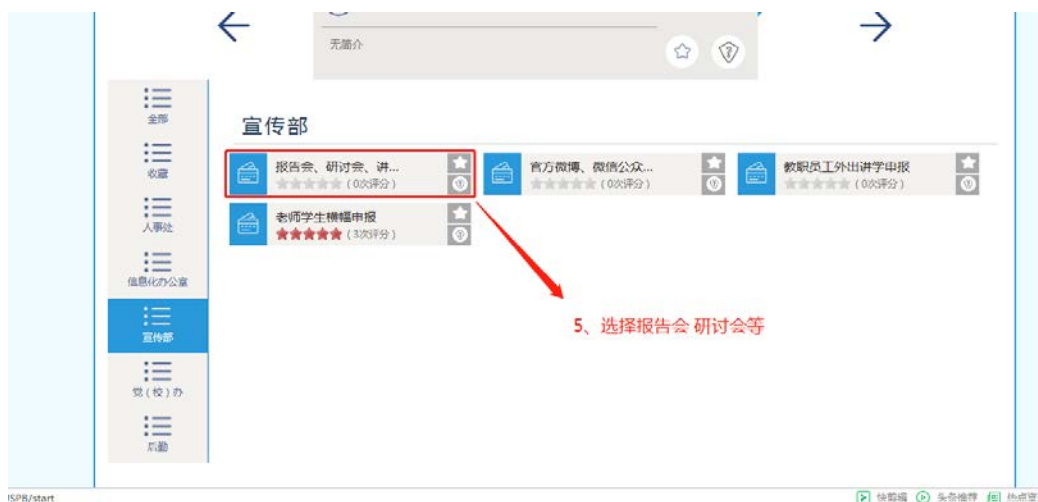 无简介
全部
收藏
人事处
信息化办公室
宣传部
党(校)办
后勤
宣传部
报告会、研讨会、讲...
(0次评分)
官方微博、微信公众...
(0次评分)
教职员工外出讲学申报
(0次评分)
老师学生横幅申报
(3次评分)
5、选择报告会 研讨会等
/SPB/start
快剪辑 头条推荐